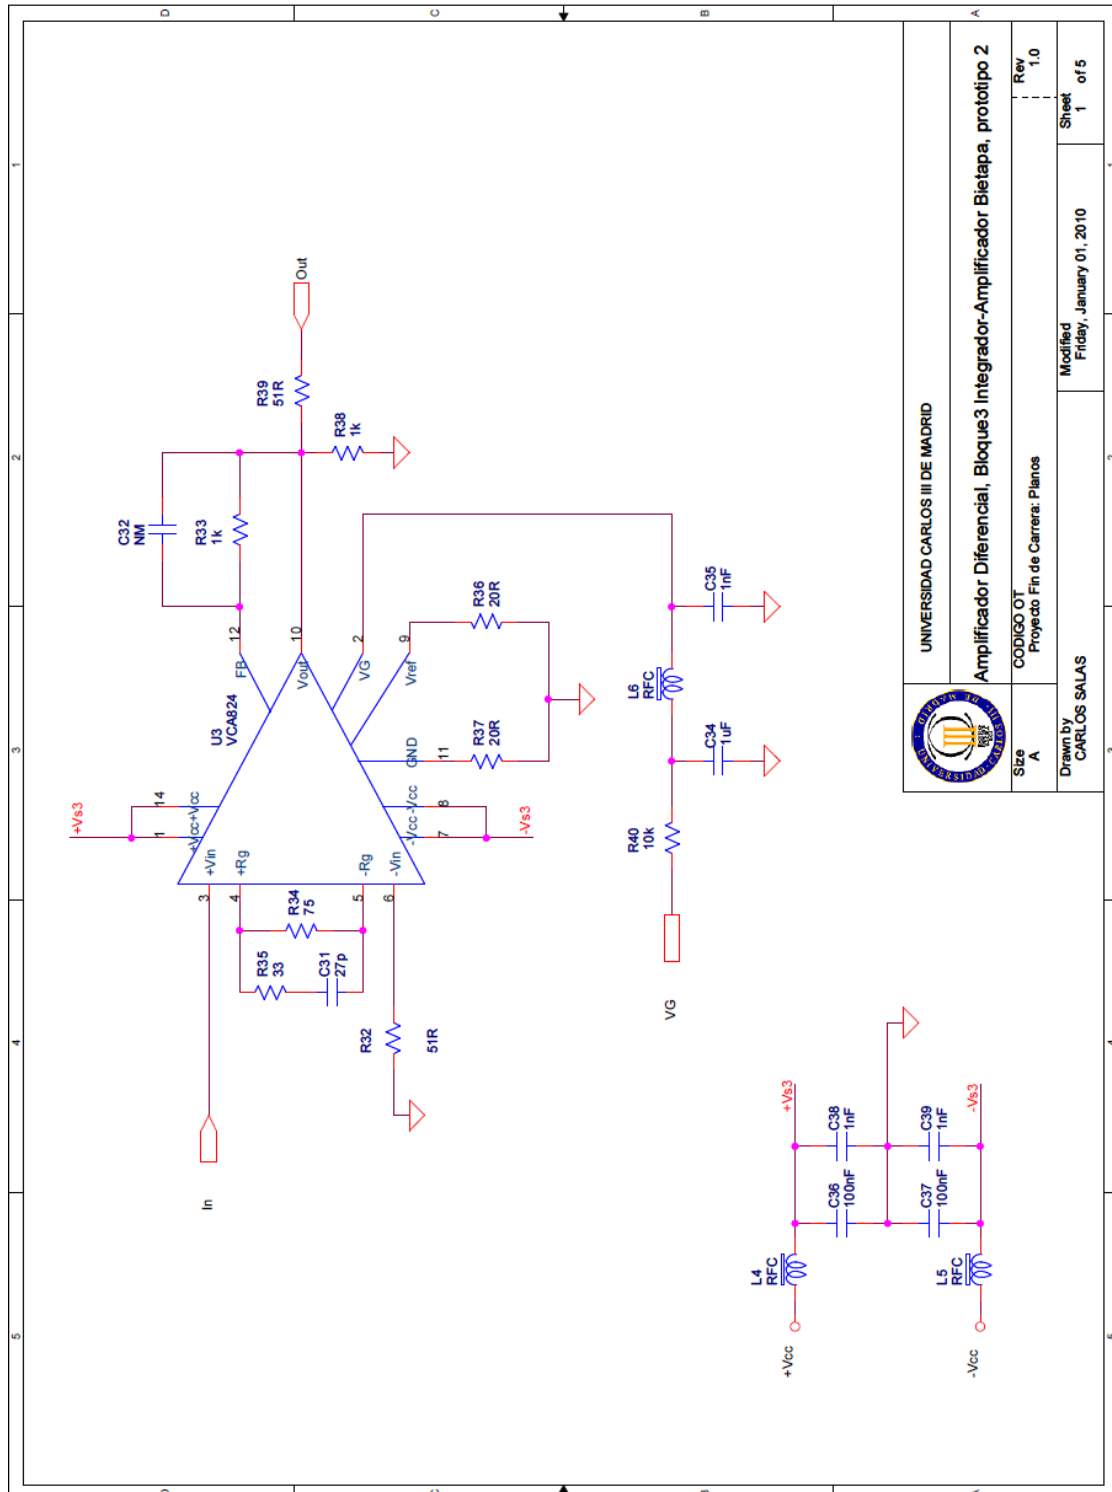 5
4
3
2
1
D
C
B
A
In
3
+Vin
4
+Rg
5
-Rg
6
-Vin
R35
33
R34
75
C31
27p
R32
51R
+Vs3
1
14
+Vcc+Vcc
U3
VCA824
FB
12
Vout
10
VG
2
Vref
9
GND
11
-Vcc -Vcc
7
8
-Vs3
C32
NM
R33
1k
R39
51R
Out
R38
1k
R37
20R
R36
20R
VG
R40
10k
C34
1uF
L6
RFC
C35
1nF
+Vcc
L4
RFC
+Vs3
C36
100nF
C38
1nF
C37
100nF
C39
1nF
-Vcc
L5
RFC
-Vs3
UNIVERSIDAD CARLOS III DE MADRID
Amplificador Diferencial, Bloque3 Integrador-Amplificador Bietapa, prototipo 2
Size
A
CODIGO OT
Proyecto Fin de Carrera: Planos
Rev
1.0
Drawn by
CARLOS SALAS
Modified
Friday, January 01, 2010
Sheet
1 of 5
5
4
3
2
1
D
C
B
A